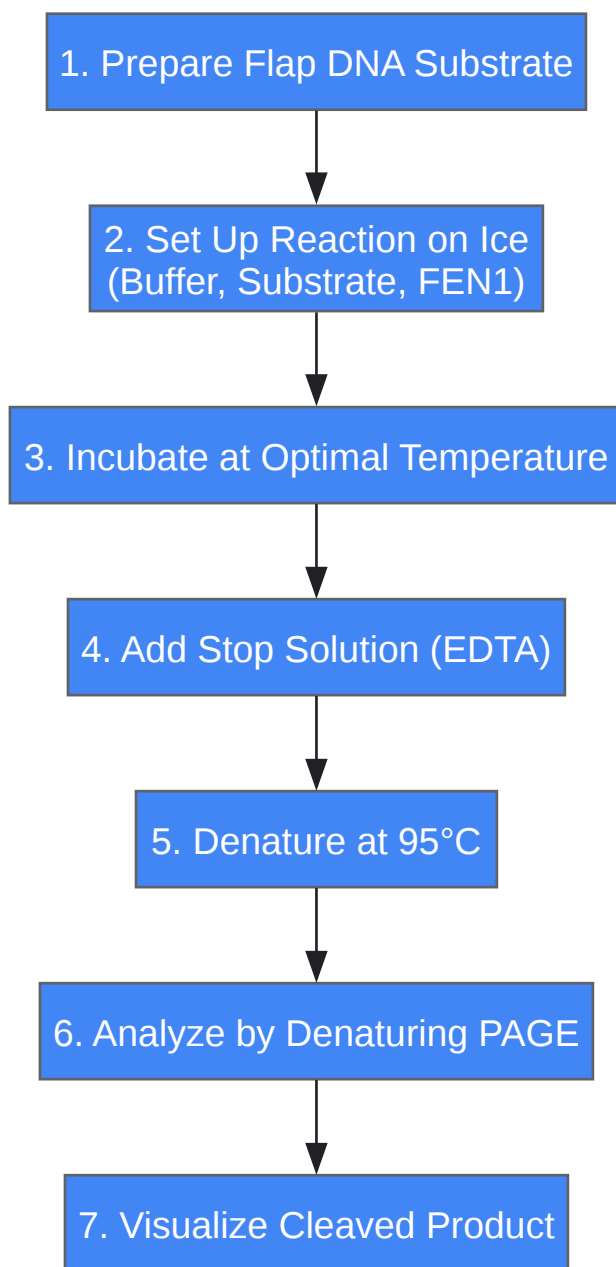 1. Prepare Flap DNA Substrate
2. Set Up Reaction on Ice
(Buffer, Substrate, FEN1)
3. Incubate at Optimal Temperature
4. Add Stop Solution (EDTA)
5. Denature at 95°C
6. Analyze by Denaturing PAGE
7. Visualize Cleaved Product